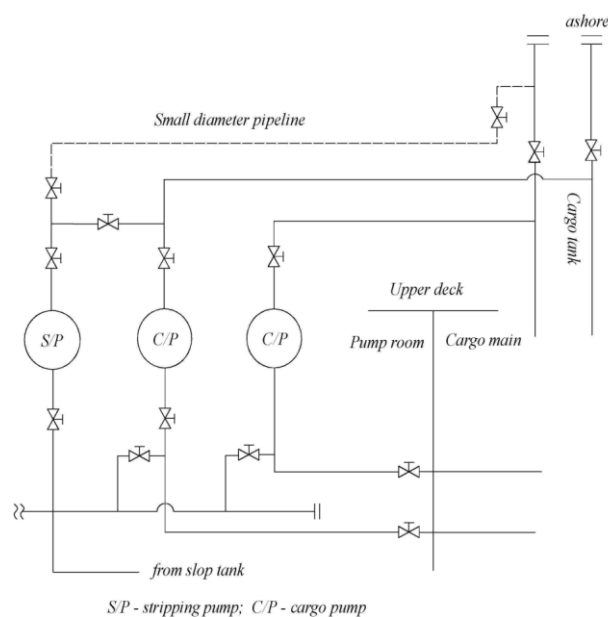 ashore
Small diameter pipeline
Cargo tank
Upper deck
S/P
C/P
C/P
Pump room
Cargo main
from slop tank
S/P - stripping pump; C/P - cargo pump